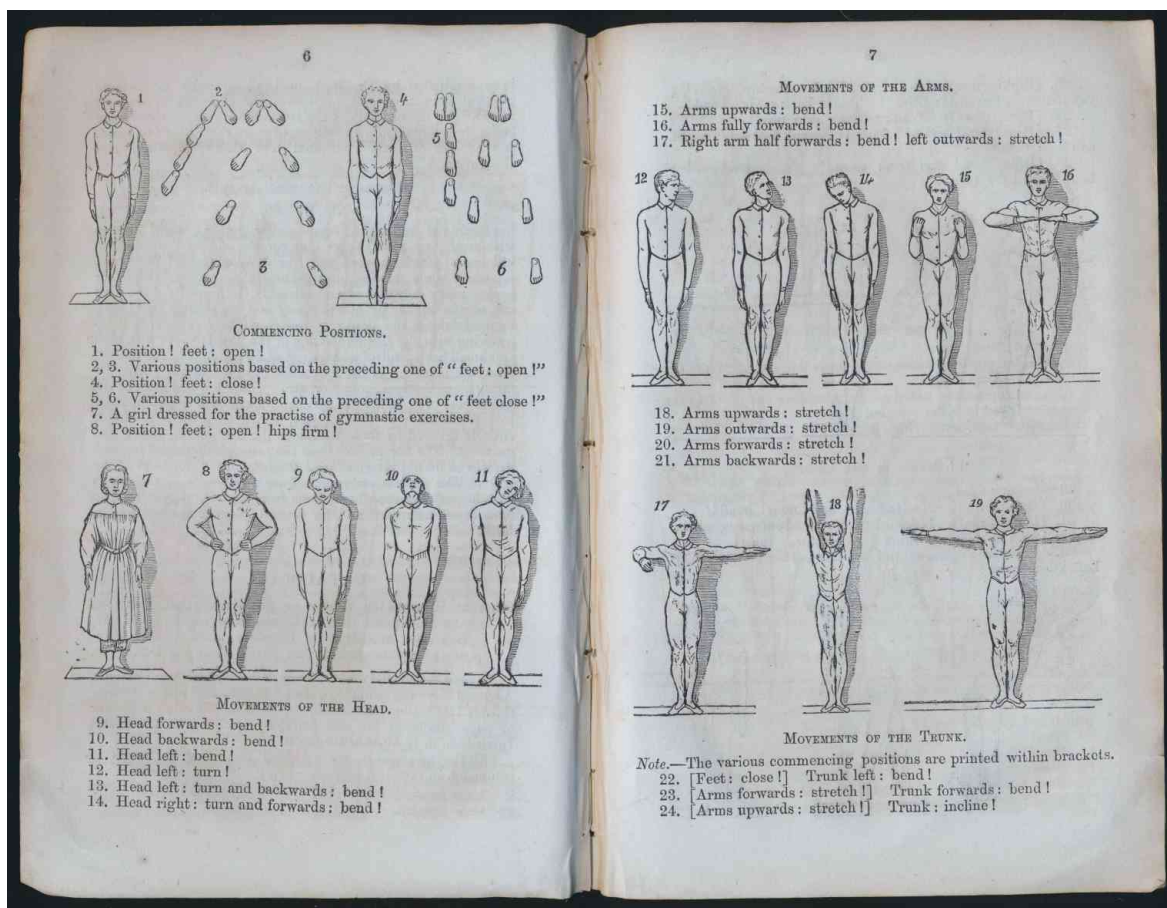 6
1
2
4
5
3
6
COMMENCING POSITIONS.
1. Position! feet: open!
2, 3. Various positions based on the preceding one of "feet: open!"
4. Position! feet: close!
5, 6. Various positions based on the preceding one of "feet close!"
7. A girl dressed for the practise of gymnastic exercises.
8. Position! feet: open! hips firm!
7
8
9
10
11
MOVEMENTS OF THE HEAD.
9. Head forwards: bend!
10. Head backwards: bend!
11. Head left: bend!
12. Head left: turn!
13. Head left: turn and backwards: bend!
14. Head right: turn and forwards: bend!
7
MOVEMENTS OF THE ARMS.
15. Arms upwards: bend!
16. Arms fully forwards: bend!
17. Right arm half forwards: bend! left outwards: stretch!
12
13
14
15
16
18. Arms upwards: stretch!
19. Arms outwards: stretch!
20. Arms forwards: stretch!
21. Arms backwards: stretch!
17
18
19
MOVEMENTS OF THE TRUNK.
Note.—The various commencing positions are printed within brackets.
22. [Feet: close!] Trunk left: bend!
23. [Arms forwards: stretch!] Trunk forwards: bend!
24. [Arms upwards: stretch!] Trunk: incline!